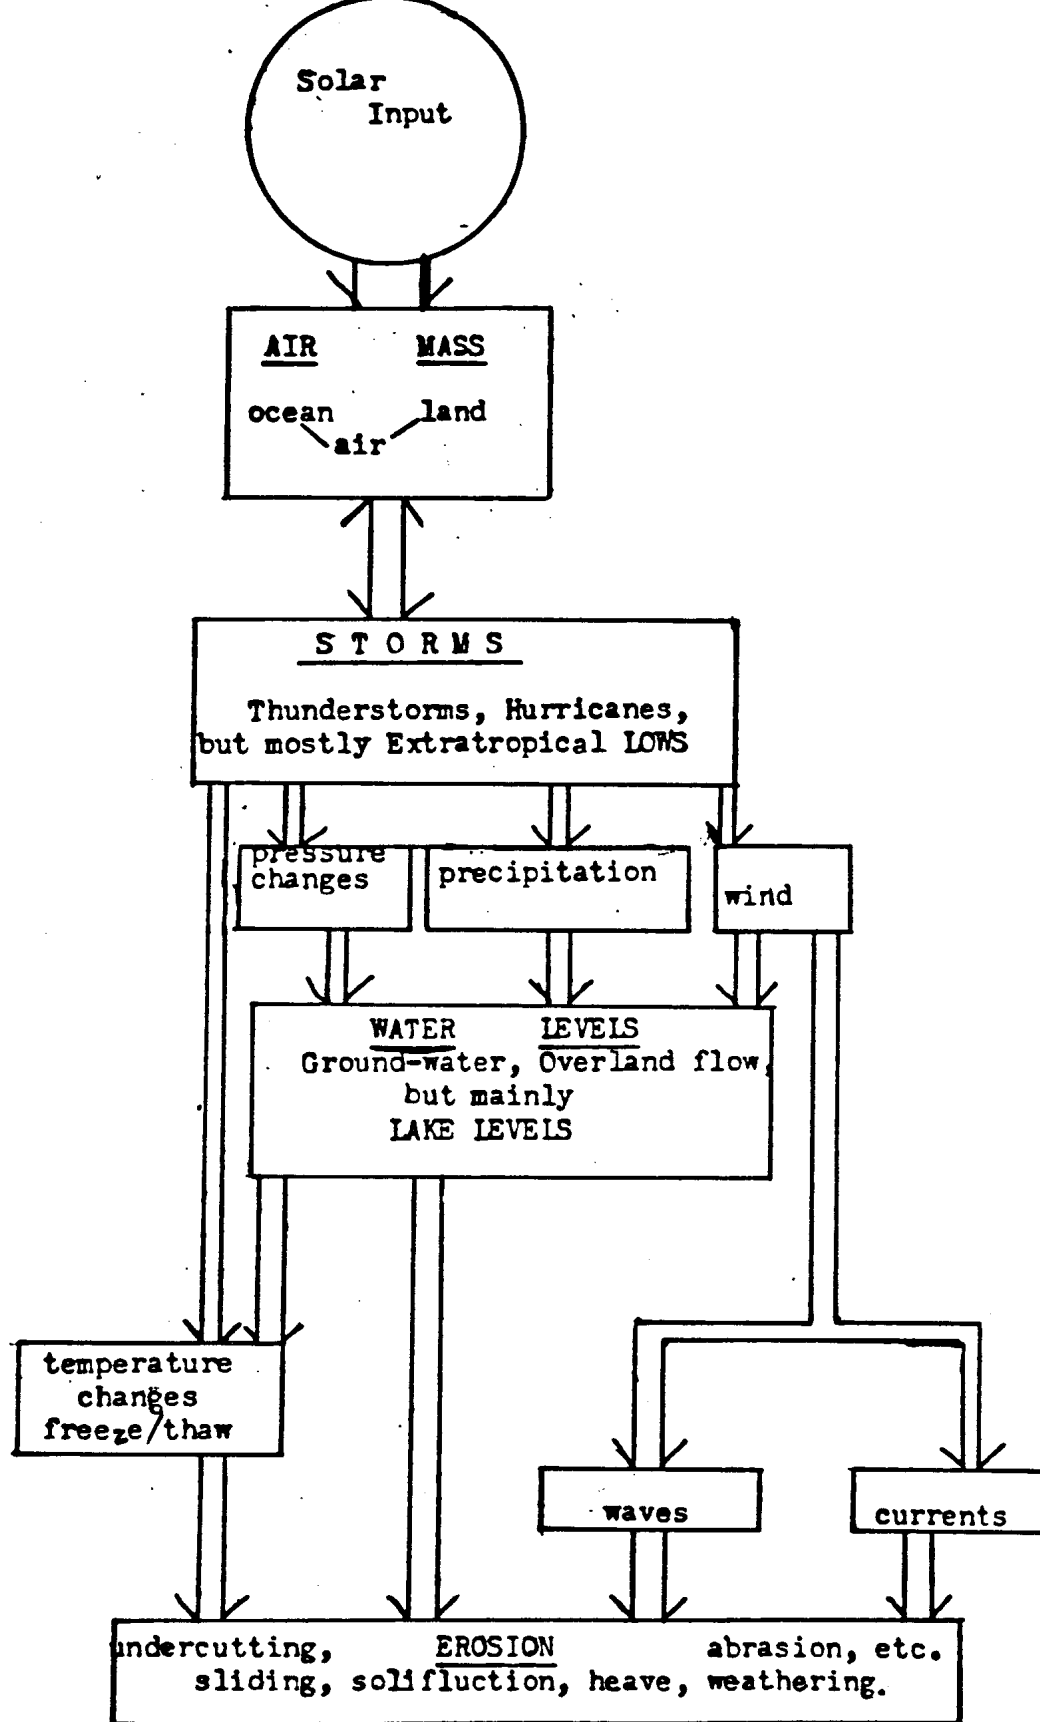 Solar
Input
AIR MASS
ocean land
air
STORMS
Thunderstorms, Hurricanes,
but mostly Extratropical LOWS
pressure
changes
precipitation
wind
WATER LEVELS
Ground-water, Overland flow,
but mainly
LAKE LEVELS
temperature
changes
freeze/thaw
waves
currents
undercutting, EROSION abrasion, etc.
sliding, solifluction, heave, weathering.